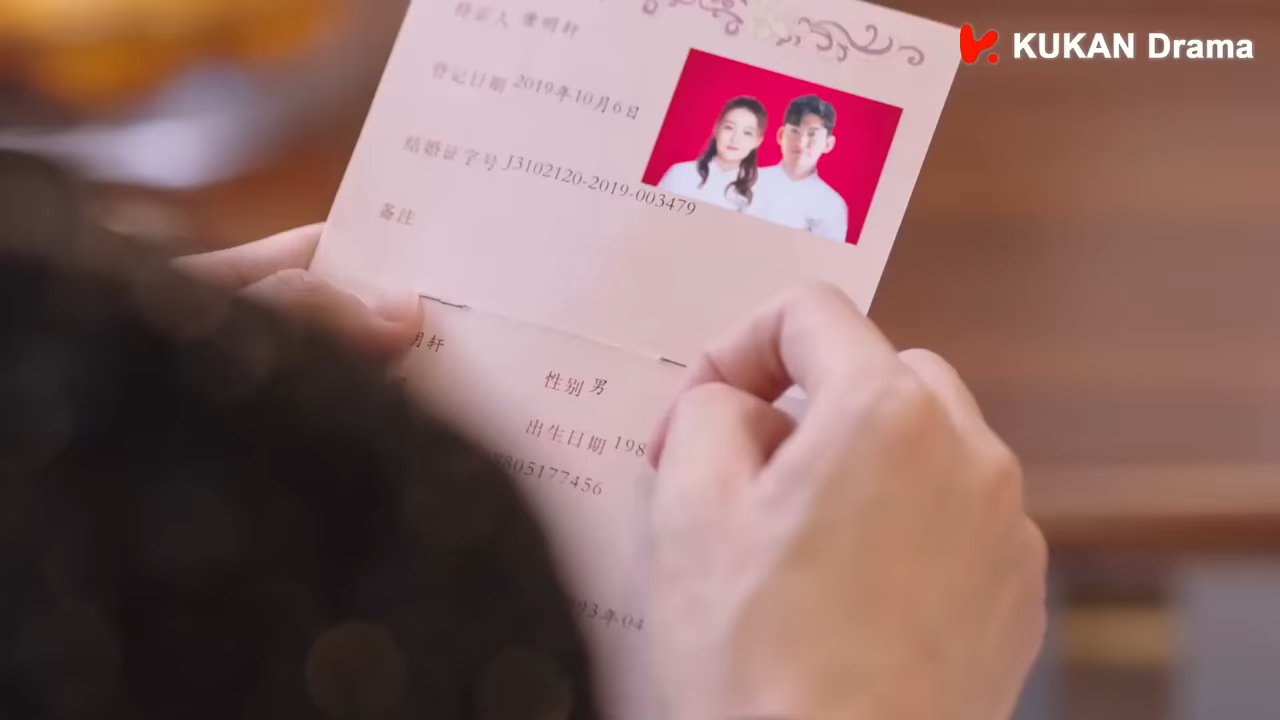 KUKAN Drama
持证人 詹明轩
登记日期 2019年10月6日
结婚证字号 J3102120-2019-003479
备注
明轩
性别 男
出生日期 198
8805177456
93年04